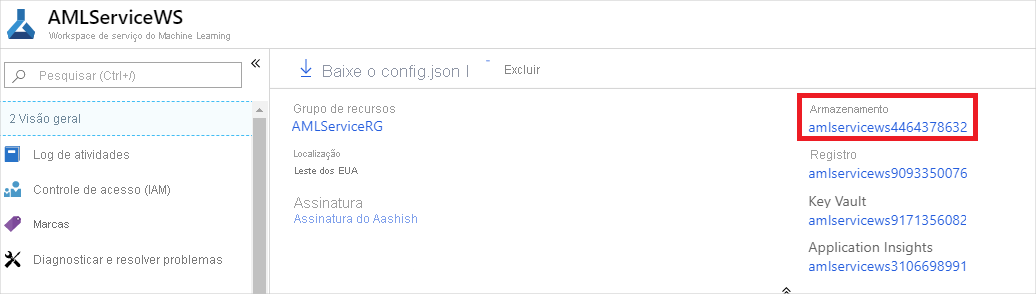 AMLServiceWS
Workspace de serviço do Machine Learning
Pesquisar (Ctrl+/)
«
2 Visão geral
Log de atividades
Controle de acesso (IAM)
Marcas
Diagnosticar e resolver problemas
Baixe o config.json | Excluir
Grupo de recursos
AMLServiceRG
Localização
Leste dos EUA
Assinatura
Assinatura do Aashish
Armazenamento
amlservicews4464378632
Registro
amlservicews9093350076
Key Vault
amlservicews9171356082
Application Insights
amlservicews3106698991